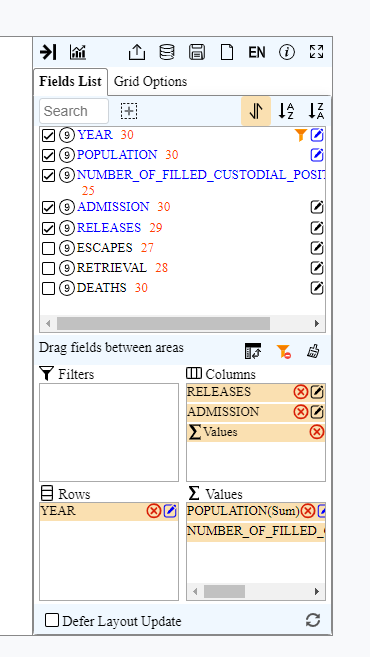 EN
Fields List Grid Options
Search
A Z Z A
9 YEAR 30
9 POPULATION 30
9 NUMBER_OF_FILLED_CUSTODIAL_POSIT
25
9 ADMISSION 30
9 RELEASES 29
9 ESCAPES 27
9 RETRIEVAL 28
9 DEATHS 30
Drag fields between areas
Filters
Columns
RELEASES
ADMISSION
ΣValues
Rows
YEAR
Σ Values
POPULATION(Sum)
NUMBER_OF_FILLED_
Defer Layout Update